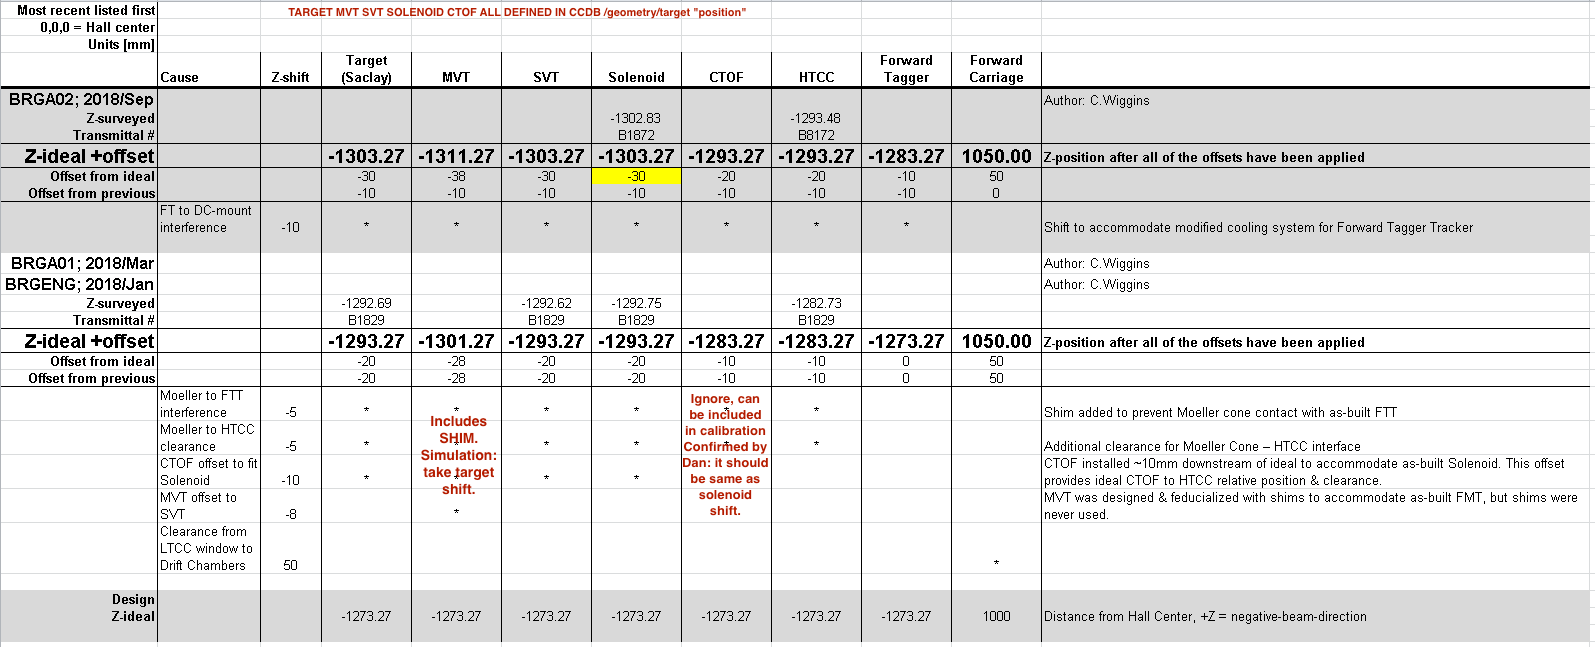 Most recent listed first
TARGET MVT SVT SOLENOID CTOF ALL DEFINED IN CCDB /geometry/target "position"
0,0,0 = Hall center
Units [mm]
Cause Z-shift Target (Saclay) MVT SVT Solenoid CTOF HTCC Forward Tagger Forward Carriage
BRGA02; 2018/Sep Author: C.Wiggins
Z-surveyed -1302.83 -1293.48
Transmittal # B1872 B8172
Z-ideal +offset -1303.27 -1311.27 -1303.27 -1303.27 -1293.27 -1293.27 -1283.27 1050.00 Z-position after all of the offsets have been applied
Offset from ideal -30 -38 -30 -30 -20 -20 -10 50
Offset from previous -10 -10 -10 -10 -10 -10 -10 0
FT to DC-mount
interference -10 * * * * * * * Shift to accommodate modified cooling system for Forward Tagger Tracker
BRGA01; 2018/Mar Author: C.Wiggins
BRGENG; 2018/Jan Author: C.Wiggins
Z-surveyed -1292.69 -1292.62 -1292.75 -1282.73
Transmittal # B1829 B1829 B1829 B1829
Z-ideal +offset -1293.27 -1301.27 -1293.27 -1293.27 -1283.27 -1283.27 -1273.27 1050.00 Z-position after all of the offsets have been applied
Offset from ideal -20 -28 -20 -20 -10 -10 0 50
Offset from previous -20 -28 -20 -20 -10 -10 0 50
Moeller to FTT
interference -5 * * * * * * Shim added to prevent Moeller cone contact with as-built FTT
Moeller to HTCC
clearance -5 * * * * * * Additional clearance for Moeller Cone – HTCC interface
CTOF offset to fit
Solenoid -10 * * * * CTOF installed ~10mm downstream of ideal to accommodate as-built Solenoid. This offset
provides ideal CTOF to HTCC relative position & clearance.
MVT offset to
SVT -8 * MVT was designed & feducialized with shims to accommodate as-built FMT, but shims were
never used.
Includes
SHIM.
Simulation:
take target
shift.
Ignore, can
be included
in calibration
Confirmed by
Dan: it should
be same as
solenoid
shift.
Clearance from
LTCC window to
Drift Chambers 50 *
Design
Z-ideal -1273.27 -1273.27 -1273.27 -1273.27 -1273.27 -1273.27 -1273.27 1000 Distance from Hall Center, +Z = negative-beam-direction